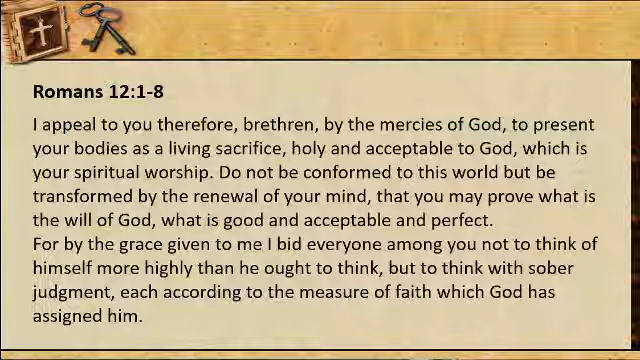 Romans 12:1-8
I appeal to you therefore, brethren, by the mercies of God, to present
your bodies as a living sacrifice, holy and acceptable to God, which is
your spiritual worship. Do not be conformed to this world but be
transformed by the renewal of your mind, that you may prove what is
the will of God, what is good and acceptable and perfect.
For by the grace given to me I bid everyone among you not to think of
himself more highly than he ought to think, but to think with sober
judgment, each according to the measure of faith which God has
assigned him.